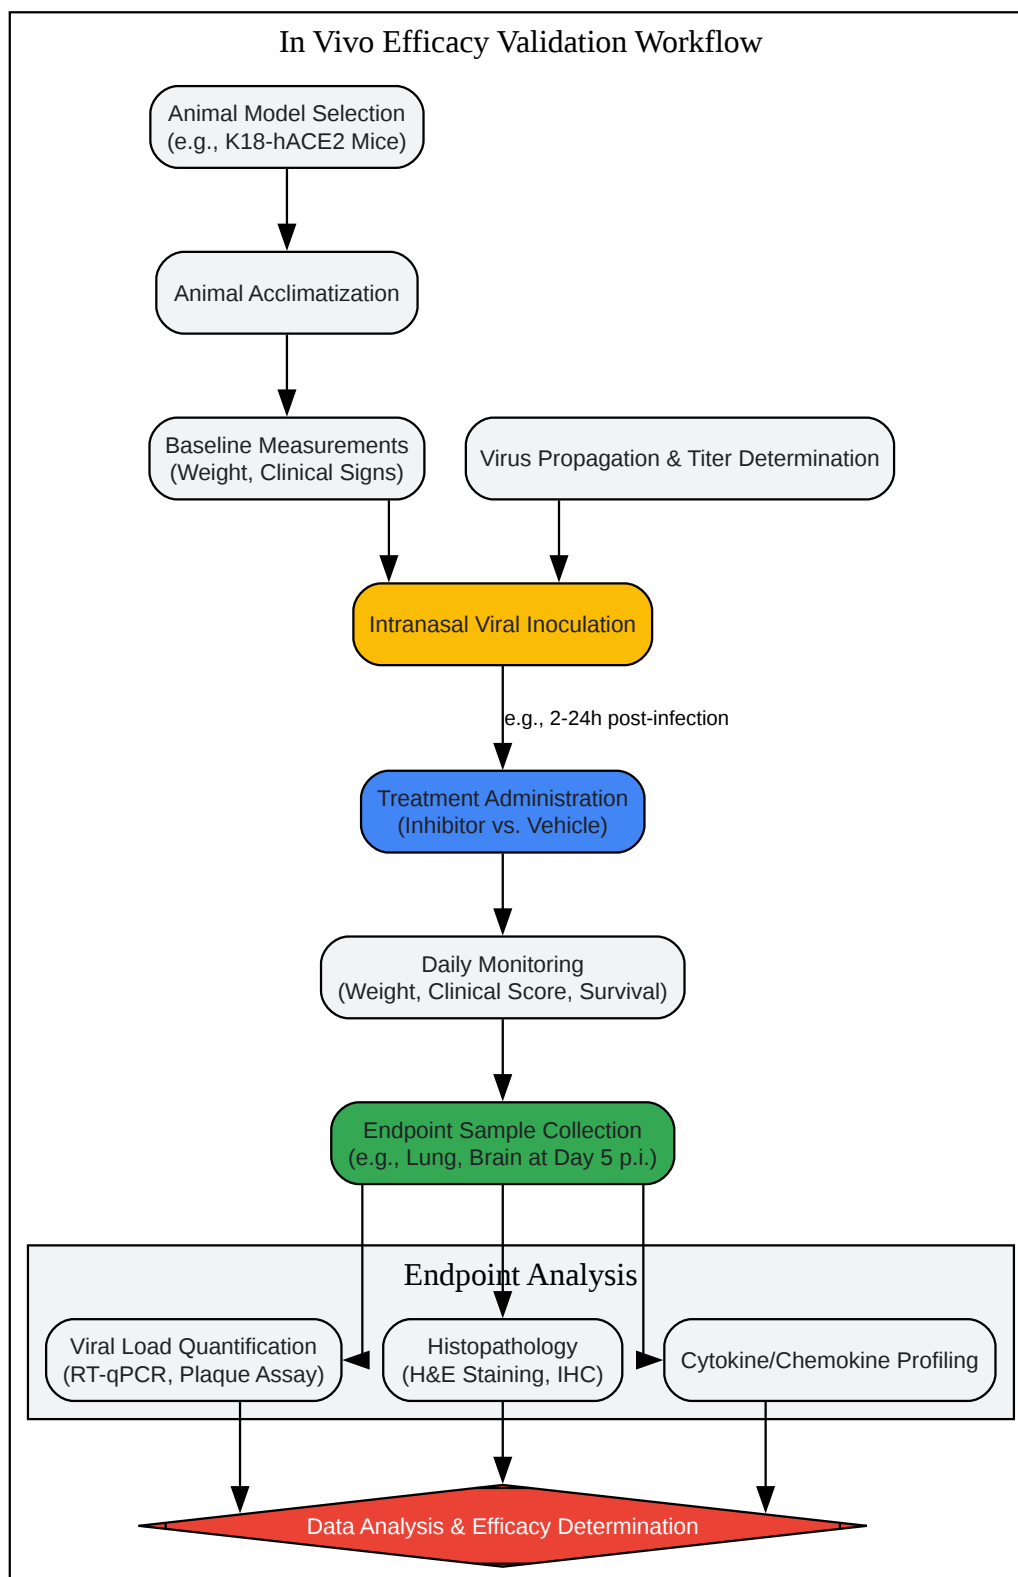 In Vivo Efficacy Validation Workflow
Animal Model Selection
(e.g., K18-hACE2 Mice)
Animal Acclimatization
Baseline Measurements
(Weight, Clinical Signs)
Virus Propagation & Titer Determination
Intranasal Viral Inoculation
e.g., 2-24h post-infection
Treatment Administration
(Inhibitor vs. Vehicle)
Daily Monitoring
(Weight, Clinical Score, Survival)
Endpoint Sample Collection
(e.g., Lung, Brain at Day 5 p.i.)
Endpoint Analysis
Viral Load Quantification
(RT-qPCR, Plaque Assay)
Histopathology
(H&E Staining, IHC)
Cytokine/Chemokine Profiling
Data Analysis & Efficacy Determination